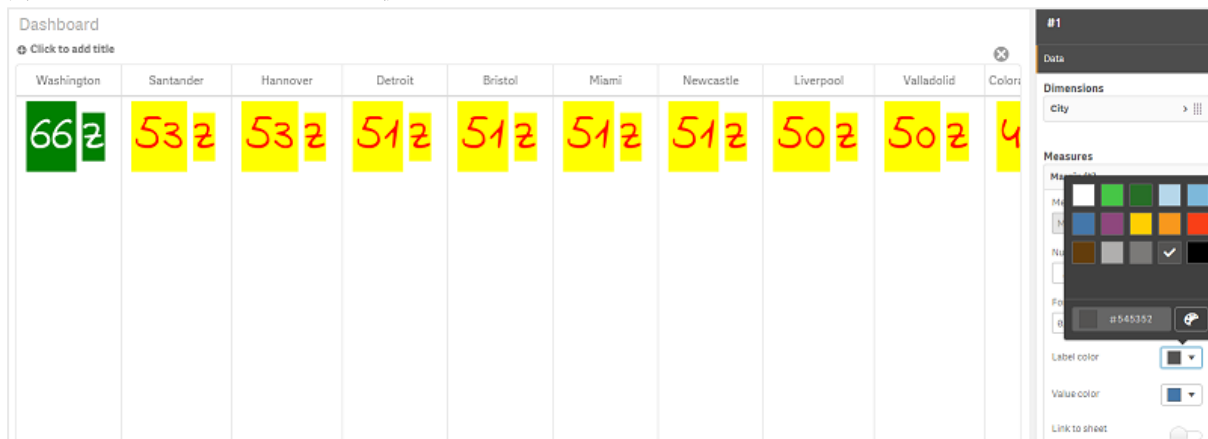 Dashboard
Click to add title
Washington Santander Hannover Detroit Bristol Miami Newcastle Liverpool Valladolid Colora
66 z 53 z 53 z 51 z 51 z 51 z 51 z 50 z 50 z 4
#1
Data
Dimensions
City
Measures
#545352
Label color
Value color
Link to sheet